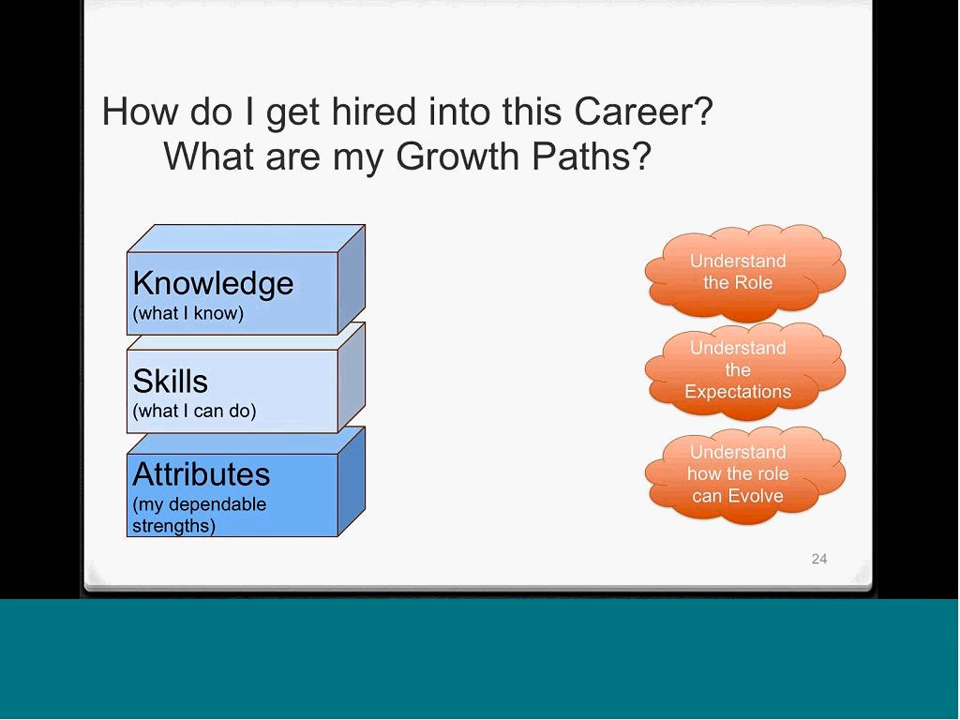 How do I get hired into this Career?
What are my Growth Paths?
Knowledge
(what I know)
Skills
(what I can do)
Attributes
(my dependable
strengths)
Understand
the Role
Understand
the
Expectations
Understand
how the role
can Evolve
24